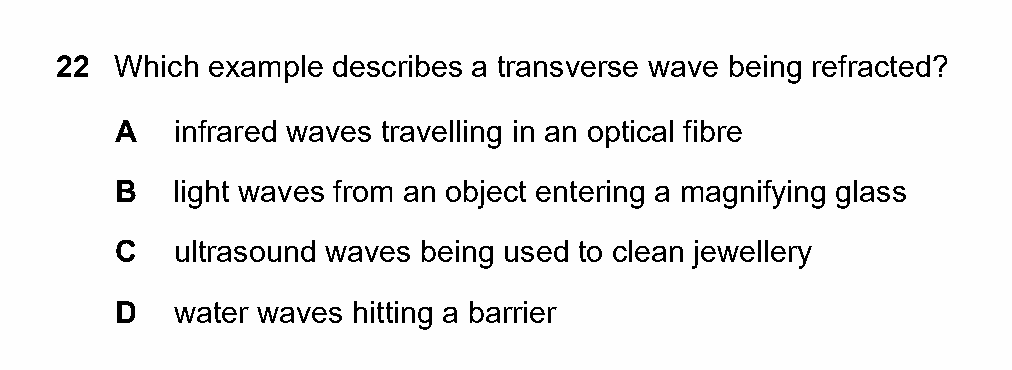 22 Which example describes a transverse wave being refracted?
A infrared waves travelling in an optical fibre
B light waves from an object entering a magnifying glass
C ultrasound waves being used to clean jewellery
D water waves hitting a barrier